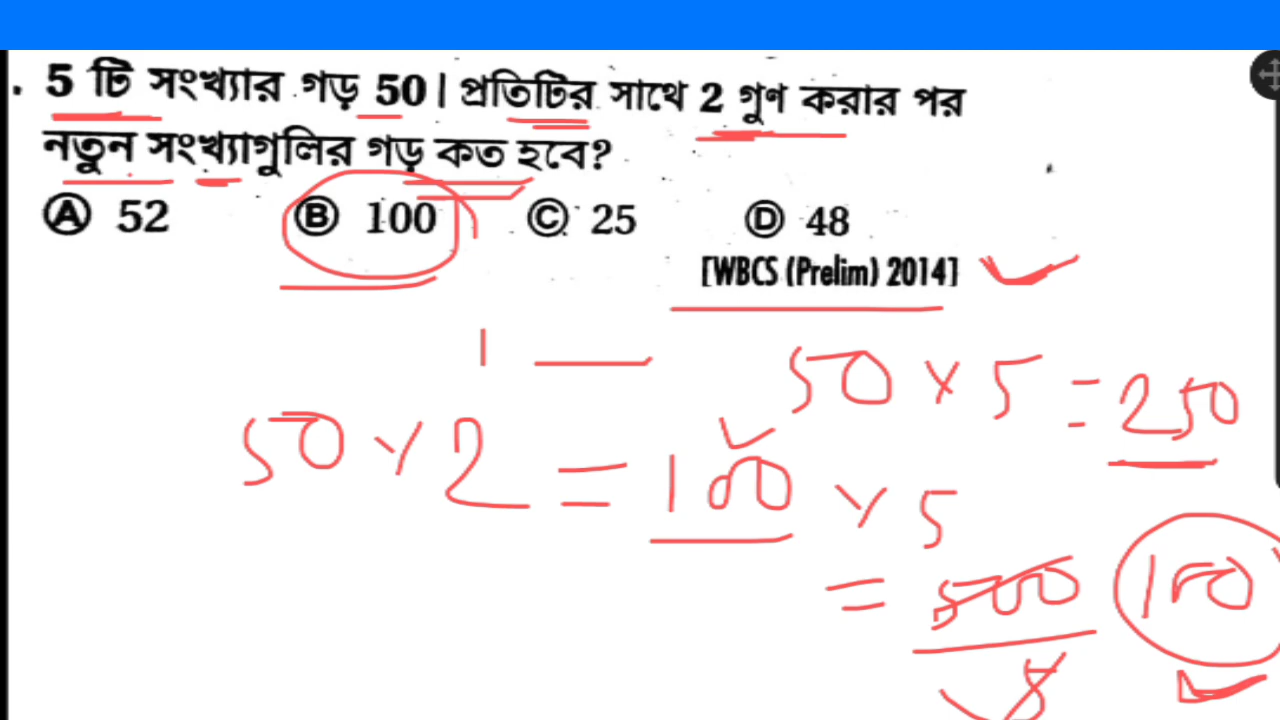 . 5 টি সংখ্যার গড় 50। প্রতিটির সাথে 2 গুণ করার পর
নতুন সংখ্যাগুলির গড় কত হবে?
Ⓐ 52 Ⓑ 100 Ⓒ 25 Ⓓ 48
[WBCS (Prelim) 2014]
50 × 5 = 250
50 × 2 = 100 × 5
= 500 100
5